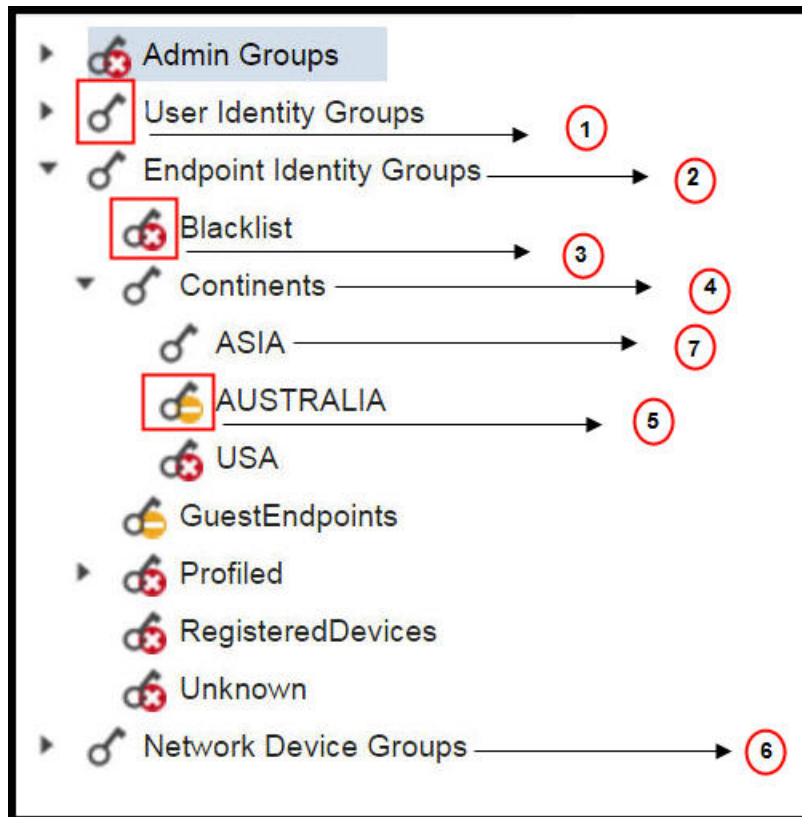 Admin Groups
User Identity Groups 1
Endpoint Identity Groups 2
Blacklist 3
Continents 4
ASIA 7
AUSTRALIA 5
USA
GuestEndpoints
Profiled
RegisteredDevices
Unknown
Network Device Groups 6